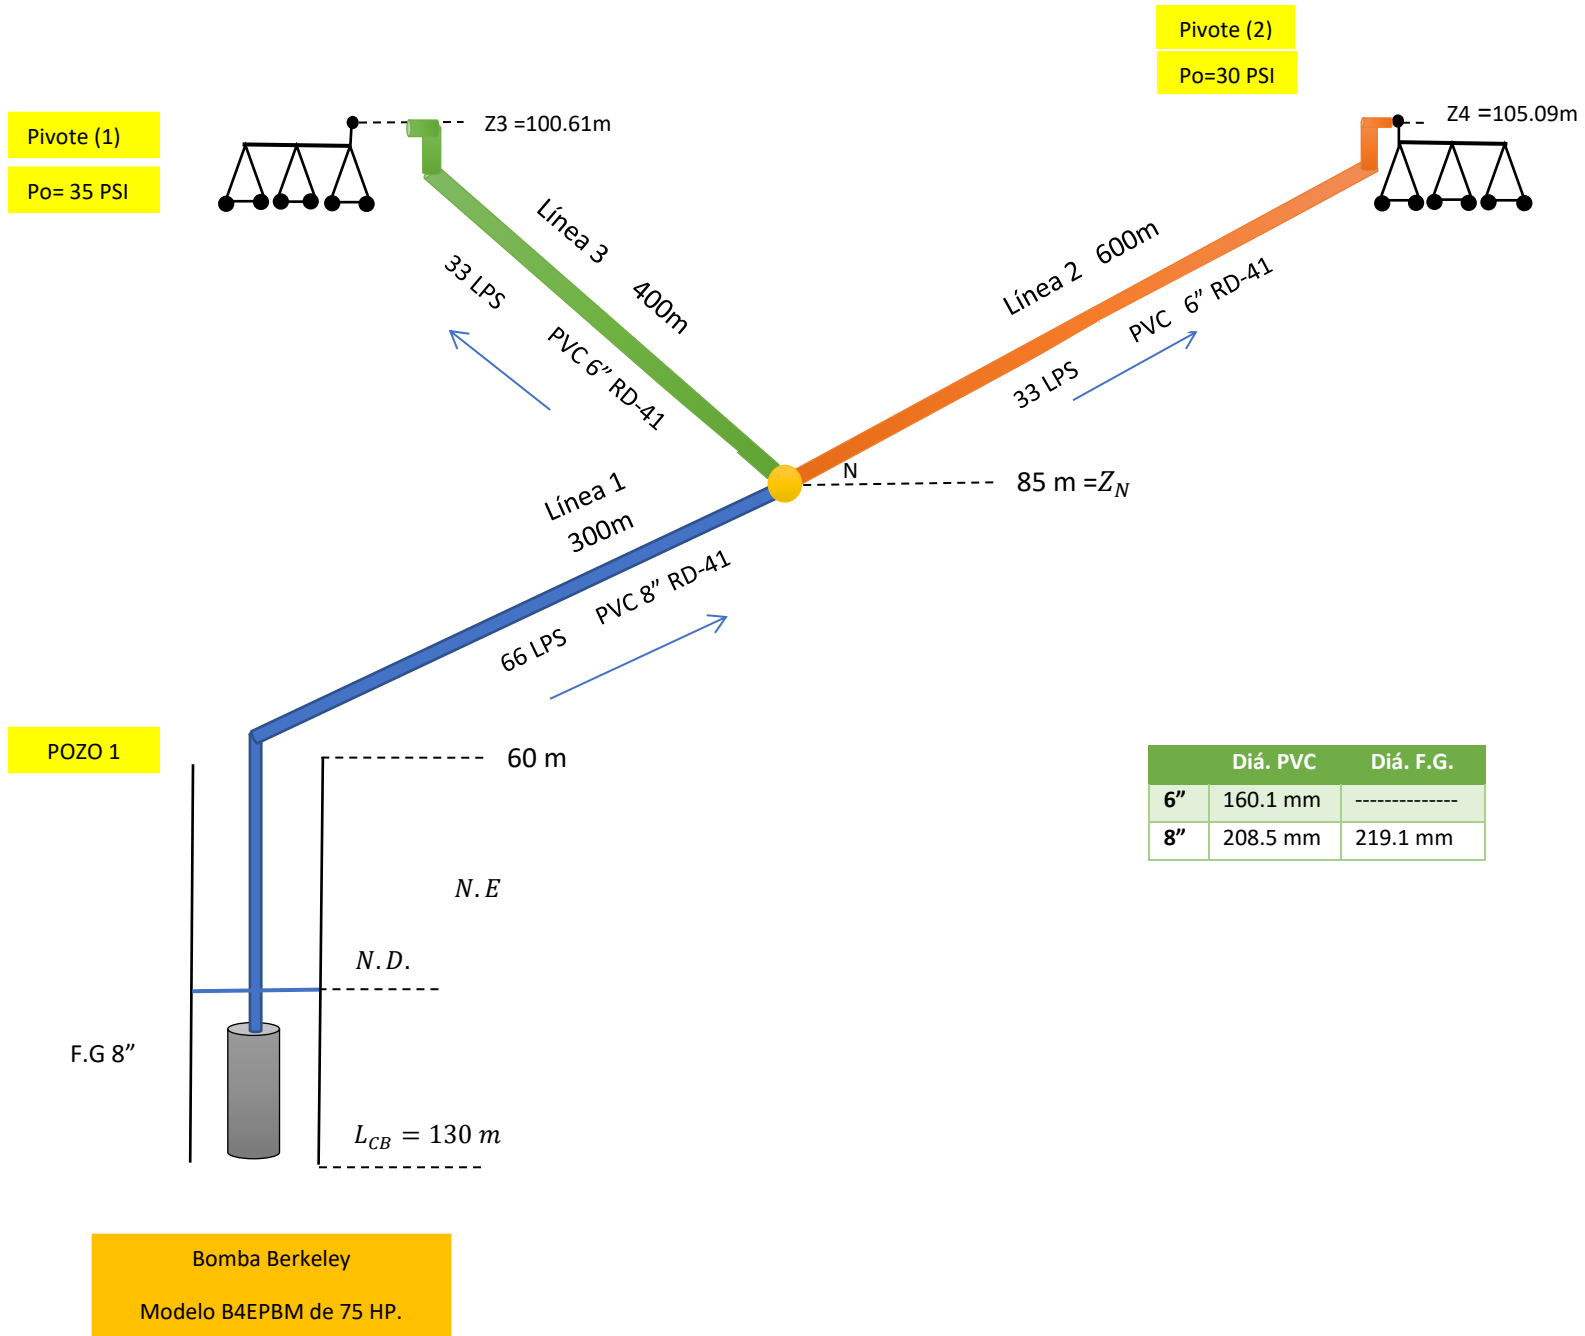 Pivote (2)
Po=30 PSI
Pivote (1)
Po= 35 PSI
Z3 =100.61m
Z4 =105.09m
Línea 3 400m
33 LPS
PVC 6” RD-41
Línea 2 600m
PVC 6” RD-41
33 LPS
N
85 m =Z_N
Línea 1
300m
PVC 8” RD-41
66 LPS
POZO 1
60 m
Diá. PVC Diá. F.G.
6” 160.1 mm --------------
8” 208.5 mm 219.1 mm
N.E
N.D.
F.G 8”
L_CB = 130 m
Bomba Berkeley
Modelo B4EPBM de 75 HP.